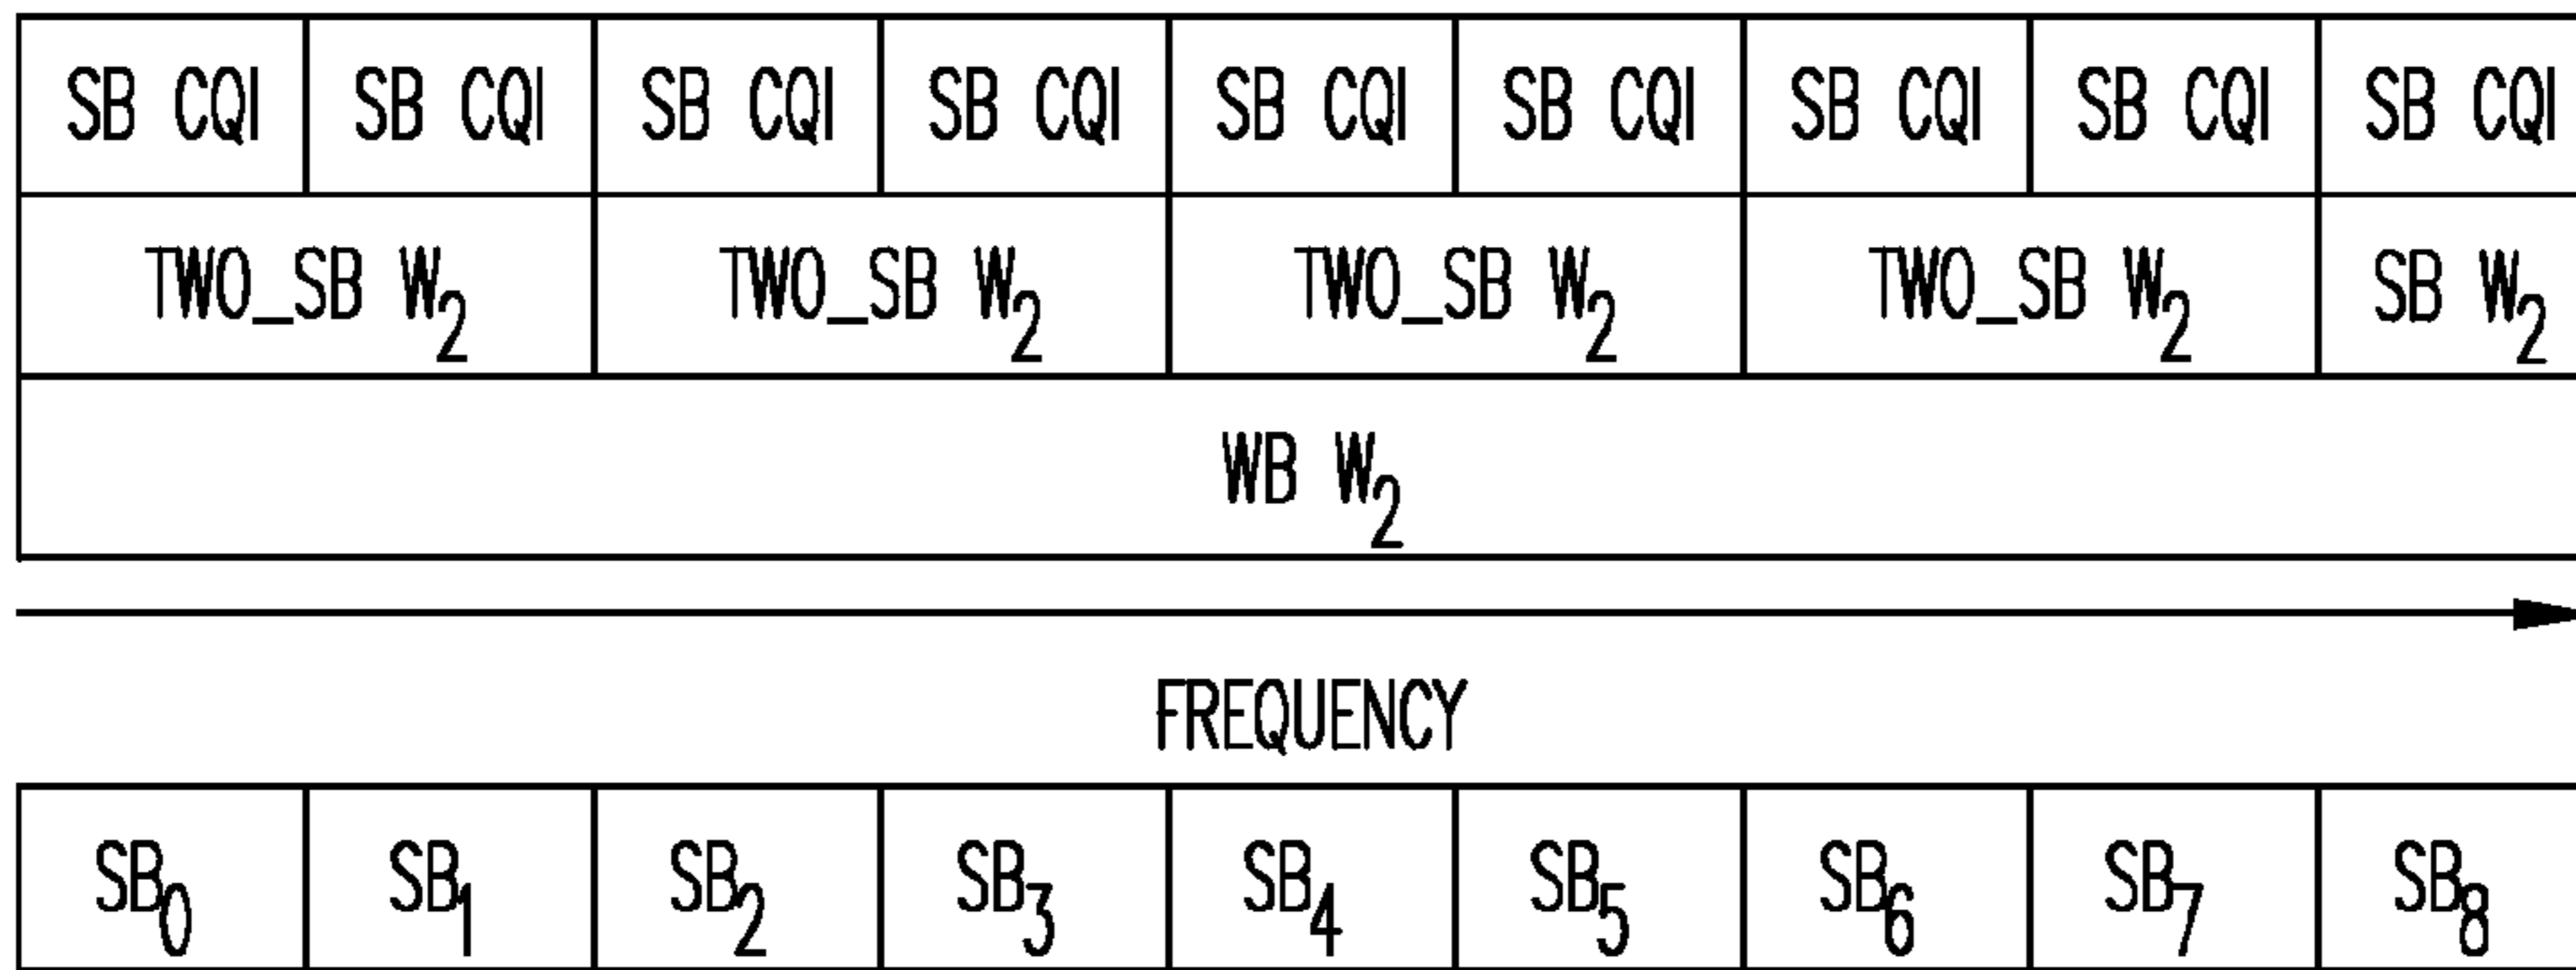 SB CQI SB CQI SB CQI SB CQI SB CQI SB CQI SB CQI SB CQI SB CQI
TWO_SB W2 TWO_SB W2 TWO_SB W2 TWO_SB W2 SB W2
WB W2
FREQUENCY
SB0 SB1 SB2 SB3 SB4 SB5 SB6 SB7 SB8